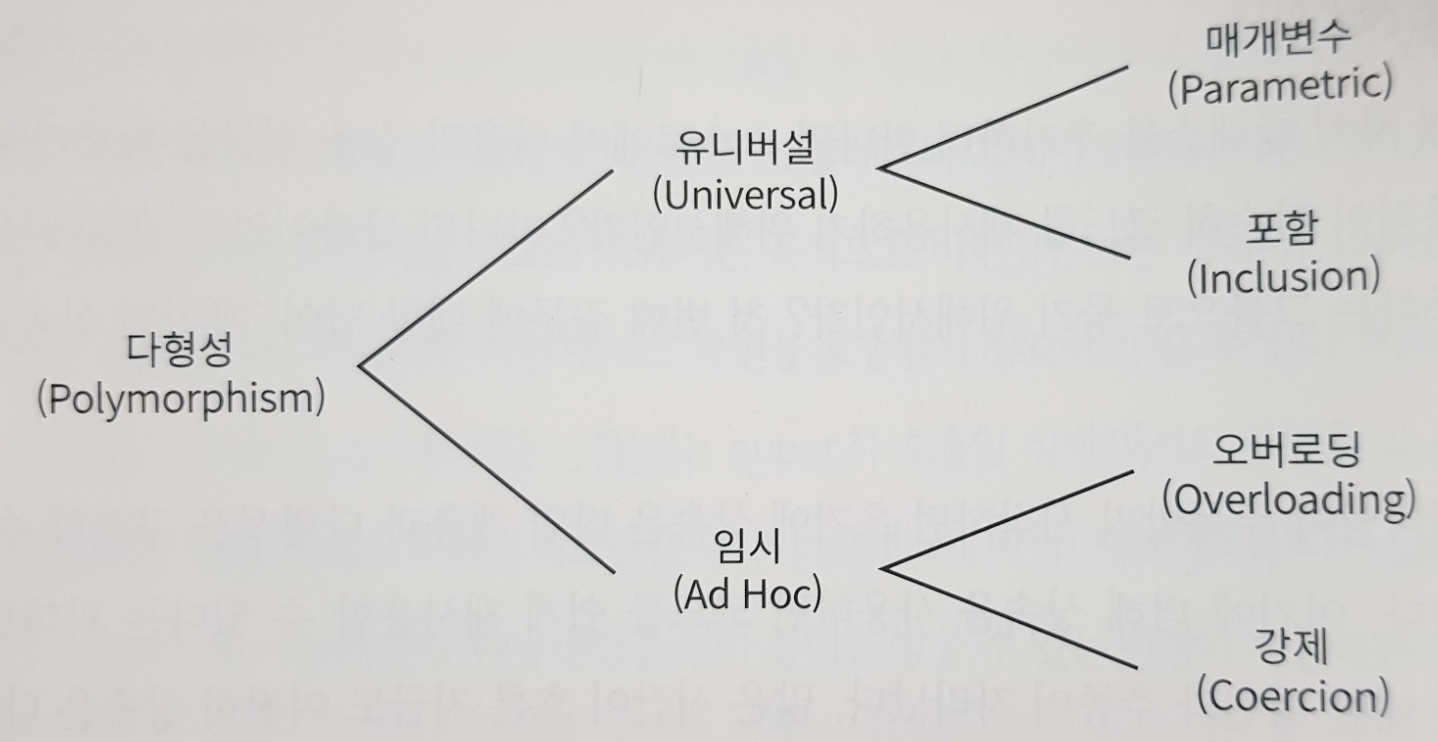 매개변수
(Parametric)
유니버설
(Universal)
포함
(Inclusion)
다형성
(Polymorphism)
오버로딩
(Overloading)
임시
(Ad Hoc)
강제
(Coercion)